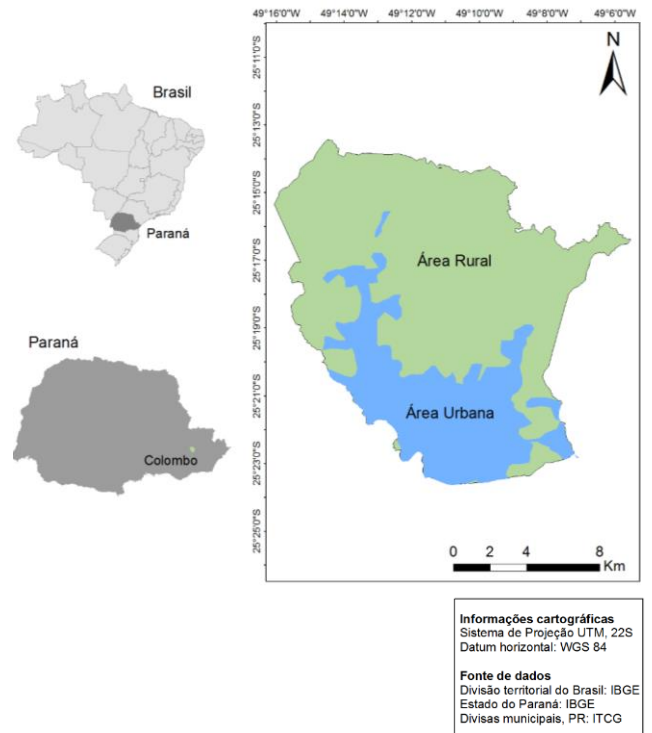 49°16'0"W 49°14'0"W 49°12'0"W 49°10'0"W 49°8'0"W 49°6'0"W
25°11'0"S
25°13'0"S
25°15'0"S
25°17'0"S
25°19'0"S
25°21'0"S
25°23'0"S
25°25'0"S
Brasil
Paraná
Paraná
Colombo
N
Área Rural
Área Urbana
0 2 4 8
Km
Informações cartográficas
Sistema de Projeção UTM, 22S
Datum horizontal: WGS 84
Fonte de dados
Divisão territorial do Brasil: IBGE
Estado do Paraná: IBGE
Divisas municipais, PR: ITCG